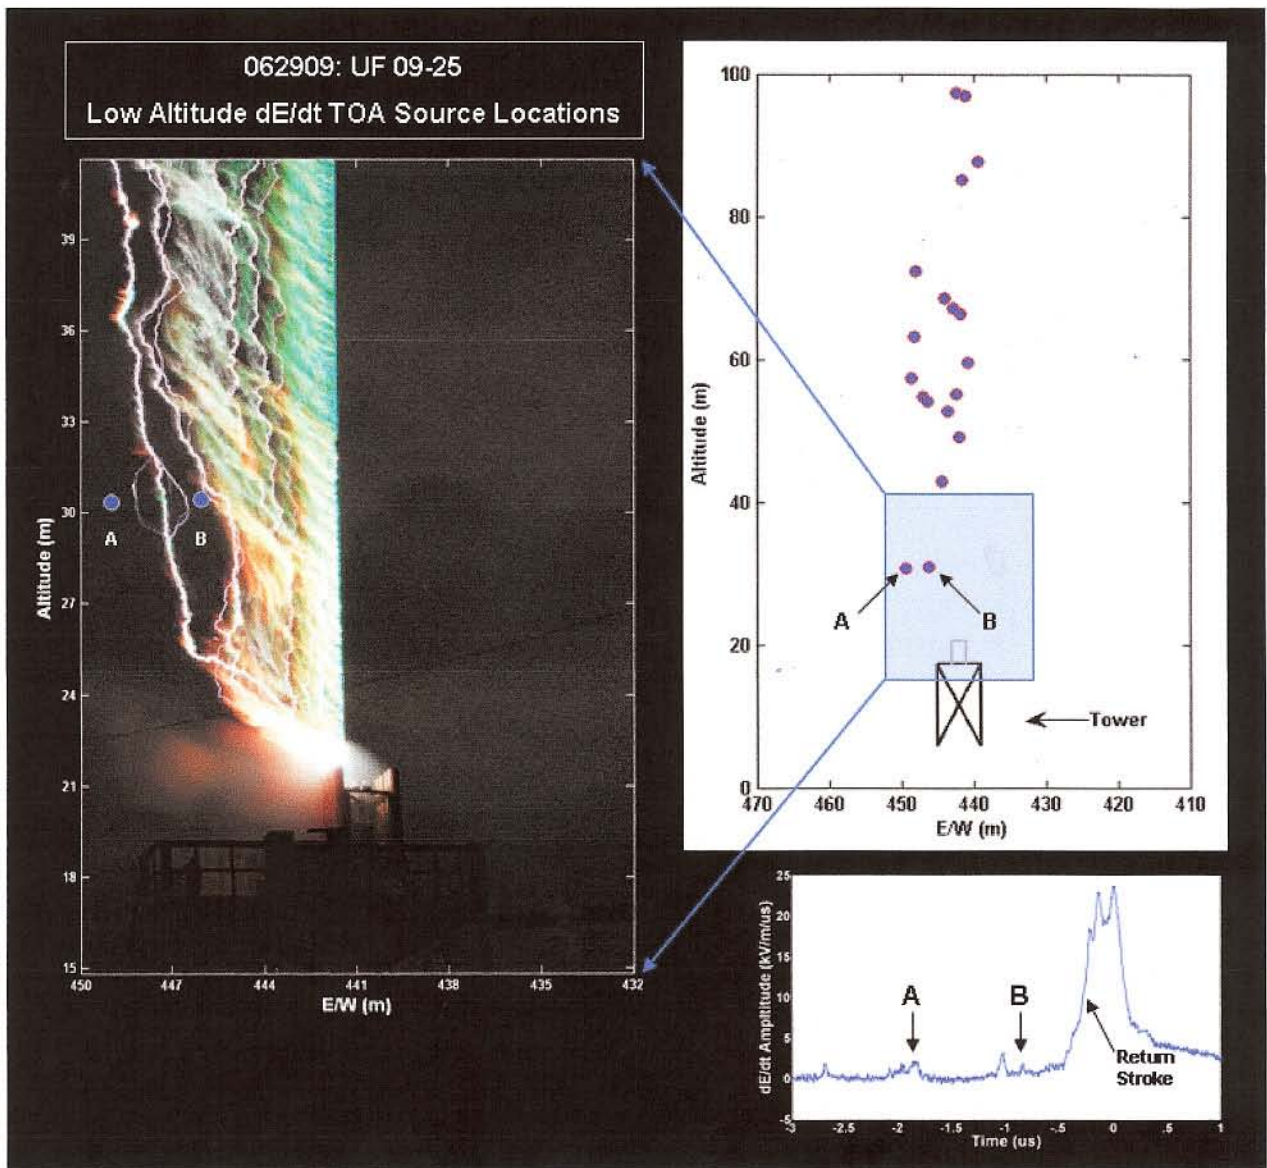 062909: UF 09-25
Low Altitude dE/dt TOA Source Locations
39
36
33
30
27
24
21
18
15
Altitude (m)
A
B
450
447
444
441
438
435
432
E/W (m)
100
80
60
40
20
0
Altitude (m)
A
B
Tower
470
460
450
440
430
420
410
E/W (m)
25
20
15
10
5
0
-5
dE/dt Ampltitude (kV/m/us)
A
B
Return
Stroke
-3
-2.5
-2
-1.5
-1
-.5
0
.5
1
Time (us)